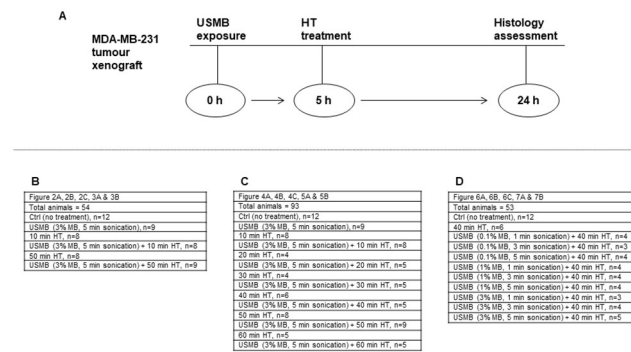 A
MDA-MB-231
tumour
xenograft
USMB
exposure
HT
treatment
Histology
assessment
0 h
5 h
24 h
B
Figure 2A, 2B, 2C, 3A & 3B
Total animals = 54
Ctrl (no treatment), n=12
USMB (3% MB, 5 min sonication), n=9
10 min HT, n=8
USMB (3% MB, 5 min sonication) + 10 min HT, n=8
50 min HT, n=8
USMB (3% MB, 5 min sonication) + 50 min HT, n=9
C
Figure 4A, 4B, 4C, 5A & 5B
Total animals = 93
Ctrl (no treatment), n=12
USMB (3% MB, 5 min sonication), n=9
10 min HT, n=8
USMB (3% MB, 5 min sonication) + 10 min HT, n=8
20 min HT, n=4
USMB (3% MB, 5 min sonication) + 20 min HT, n=5
30 min HT, n=4
USMB (3% MB, 5 min sonication) + 30 min HT, n=5
40 min HT, n=6
USMB (3% MB, 5 min sonication) + 40 min HT, n=5
50 min HT, n=8
USMB (3% MB, 5 min sonication) + 50 min HT, n=9
60 min HT, n=5
USMB (3% MB, 5 min sonication) + 60 min HT, n=5
D
Figure 6A, 6B, 6C, 7A & 7B
Total animals = 53
Ctrl (no treatment), n=12
40 min HT, n=6
USMB (0.1% MB, 1 min sonication) + 40 min HT, n=4
USMB (0.1% MB, 3 min sonication) + 40 min HT, n=3
USMB (0.1% MB, 5 min sonication) + 40 min HT, n=4
USMB (1% MB, 1 min sonication) + 40 min HT, n=4
USMB (1% MB, 3 min sonication) + 40 min HT, n=4
USMB (1% MB, 5 min sonication) + 40 min HT, n=4
USMB (3% MB, 1 min sonication) + 40 min HT, n=3
USMB (3% MB, 3 min sonication) + 40 min HT, n=4
USMB (3% MB, 5 min sonication) + 40 min HT, n=5